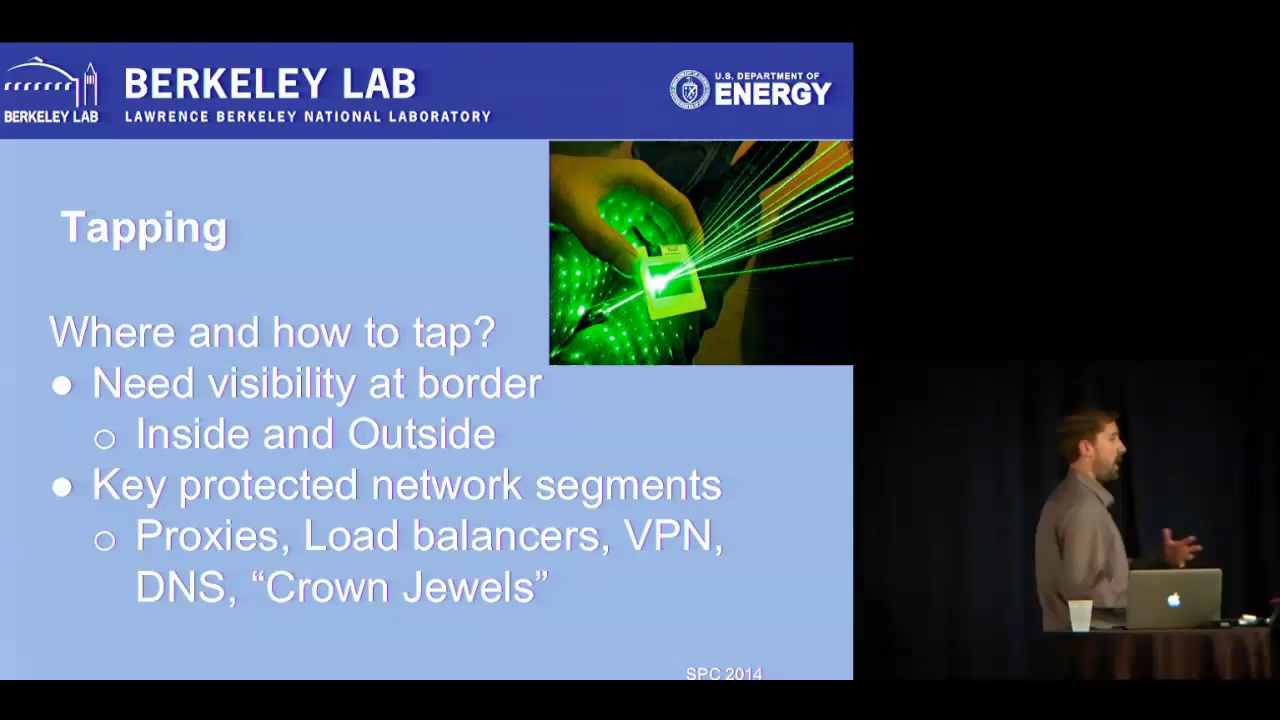 BERKELEY LAB
BERKELEY LAB
LAWRENCE BERKELEY NATIONAL LABORATORY
U.S. DEPARTMENT OF
ENERGY
Tapping
Where and how to tap?
● Need visibility at border
o Inside and Outside
● Key protected network segments
o Proxies, Load balancers, VPN,
DNS, “Crown Jewels”
SPC 2014